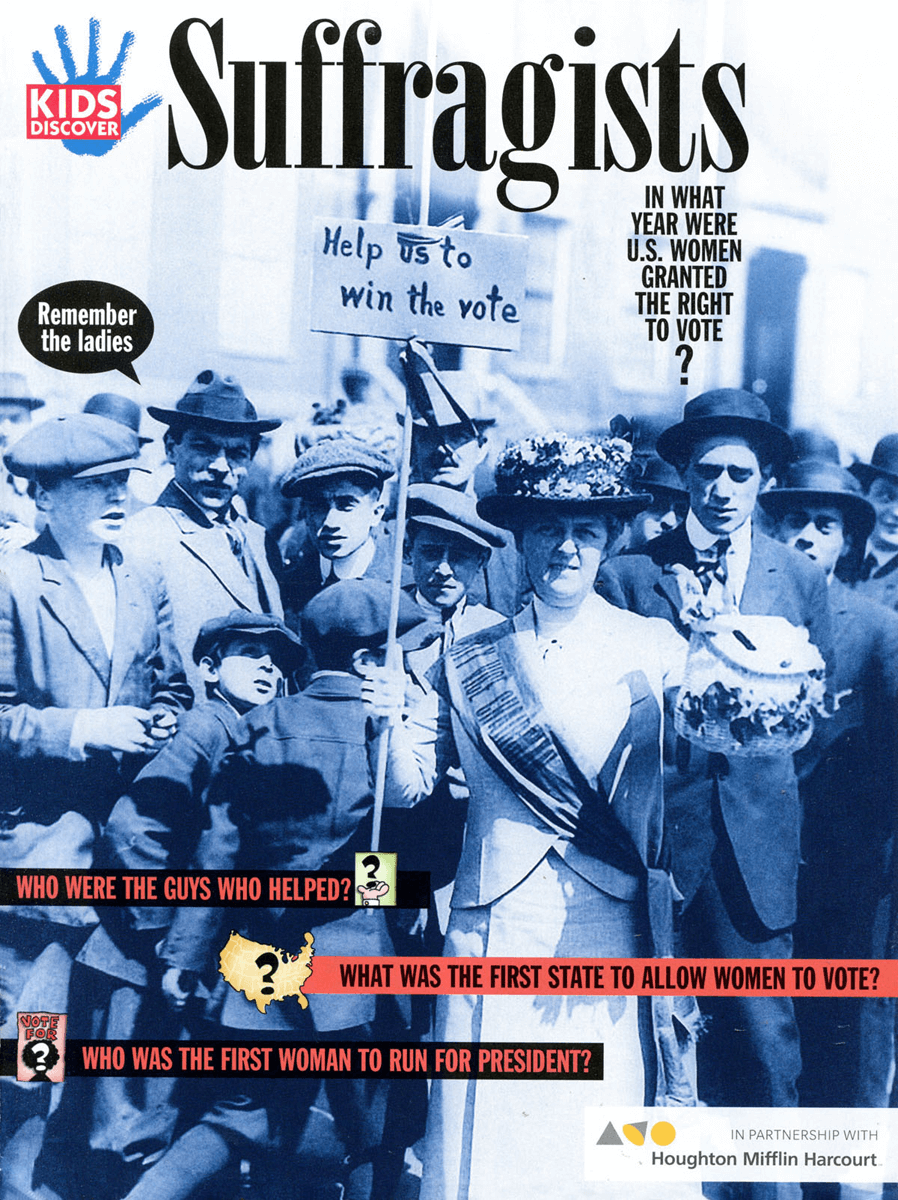 KIDS
DISCOVER
Suffragists
IN WHAT
YEAR WERE
U.S. WOMEN
GRANTED
THE RIGHT
TO VOTE
?
Help us to
win the vote
Remember
the ladies
WHO WERE THE GUYS WHO HELPED?
?
?
WHAT WAS THE FIRST STATE TO ALLOW WOMEN TO VOTE?
VOTE
FOR
?
WHO WAS THE FIRST WOMAN TO RUN FOR PRESIDENT?
IN PARTNERSHIP WITH
Houghton Mifflin Harcourt